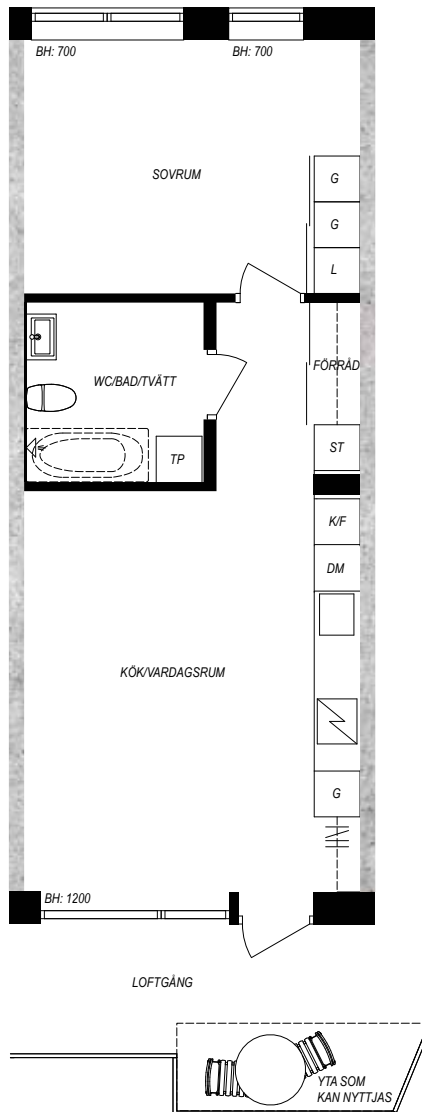 BH: 700
BH: 700
SOVRUM
G
G
L
FÖRRÅD
WC/BAD/TVÄTT
ST
TP
K/F
DM
KÖK/VARDAGSRUM
G
BH: 1200
LOFTGÅNG
YTA SOM
KAN NYTTJAS